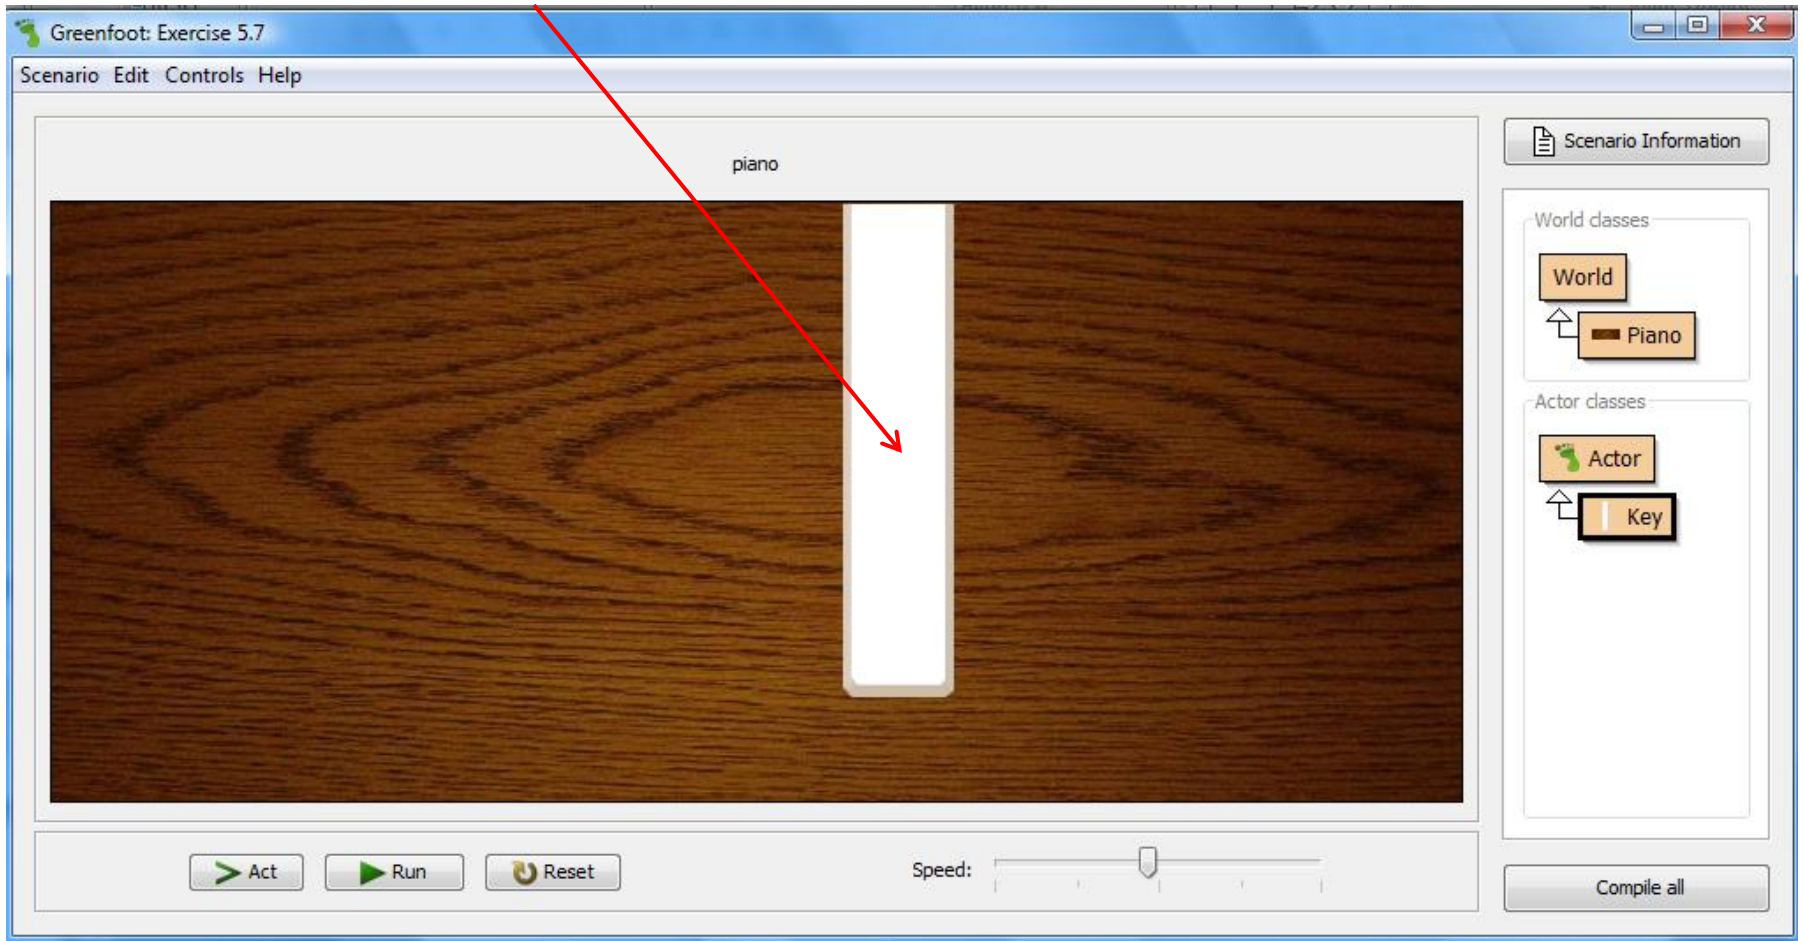 Greenfoot: Exercise 5.7
Scenario Edit Controls Help
piano
Scenario Information
World classes
World
Piano
Actor classes
Actor
Key
Act
Run
Reset
Speed:
Compile all